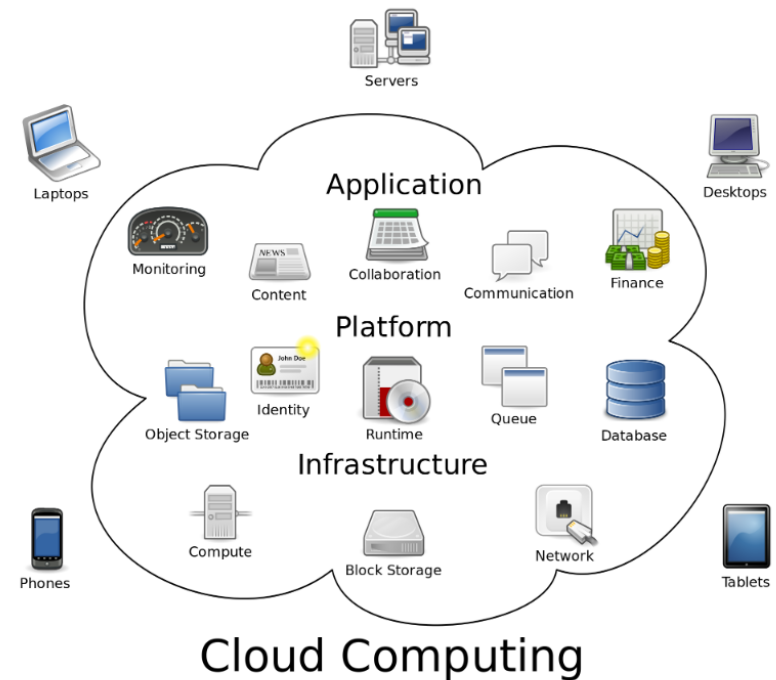 Servers
Laptops
Desktops
Application
Monitoring
NEWS
Content
Collaboration
Communication
Finance
Platform
Object Storage
John Doe
Identity
Runtime
Queue
Database
Infrastructure
Compute
Block Storage
Network
Phones
Tablets
Cloud Computing